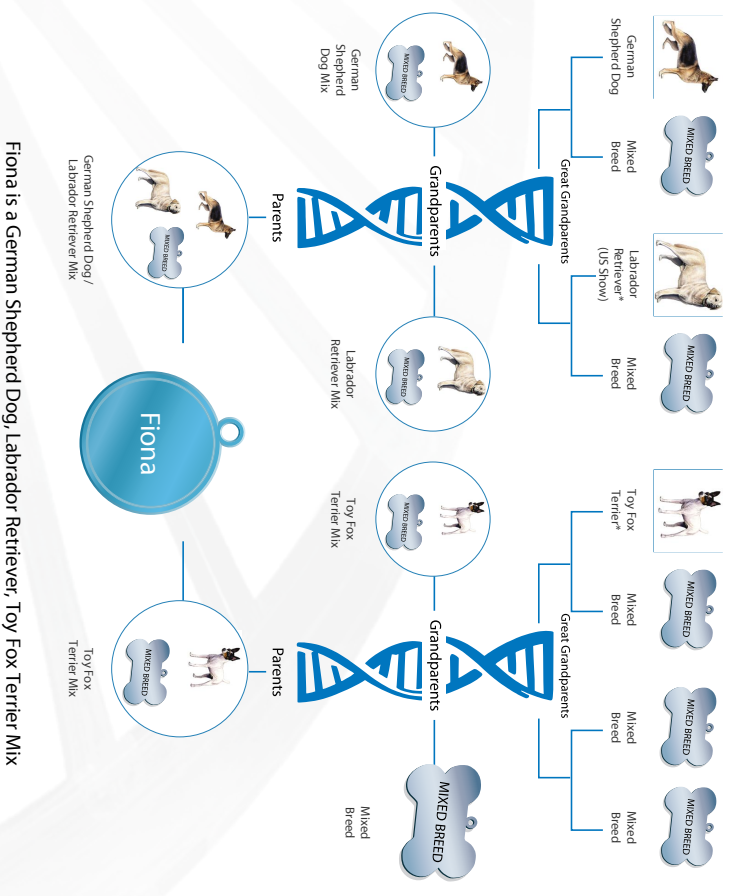 MIXED BREED
MIXED BREED
MIXED BREED
MIXED BREED
MIXED BREED
German
Shepherd Dog
Mixed
Breed
Labrador
Retriever*
(US Show)
Mixed
Breed
Toy Fox
Terrier*
Mixed
Breed
Mixed
Breed
Mixed
Breed
Great Grandparents
Great Grandparents
MIXED BREED
German
Shepherd
Dog Mix
Grandparents
MIXED BREED
Labrador
Retriever Mix
MIXED BREED
Toy Fox
Terrier Mix
Grandparents
MIXED BREED
Mixed
Breed
Parents
Parents
MIXED BREED
German Shepherd Dog /
Labrador Retriever Mix
Fiona
MIXED BREED
Toy Fox
Terrier Mix
Fiona is a German Shepherd Dog, Labrador Retriever, Toy Fox Terrier Mix